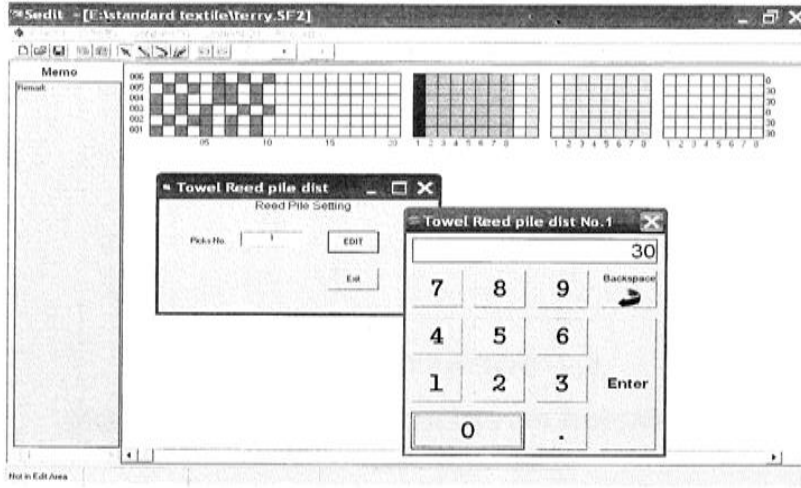 Sedit - [E:\standard textile\terry.SF2]
Memo
Remark
006
005
004
003
002
001
05 10 15 20
1 2 3 4 5 6 7 8
1 2 3 4 5 6 7 8
1 2 3 4 5 6 7 8
0
30
30
0
30
30
Towel Reed pile dist
Reed Pile Setting
Picks No. 1
EDIT
Exit
Towel Reed pile dist No.1
30
7 8 9 Backspace
4 5 6
1 2 3 Enter
0 .
Not in Edit Area